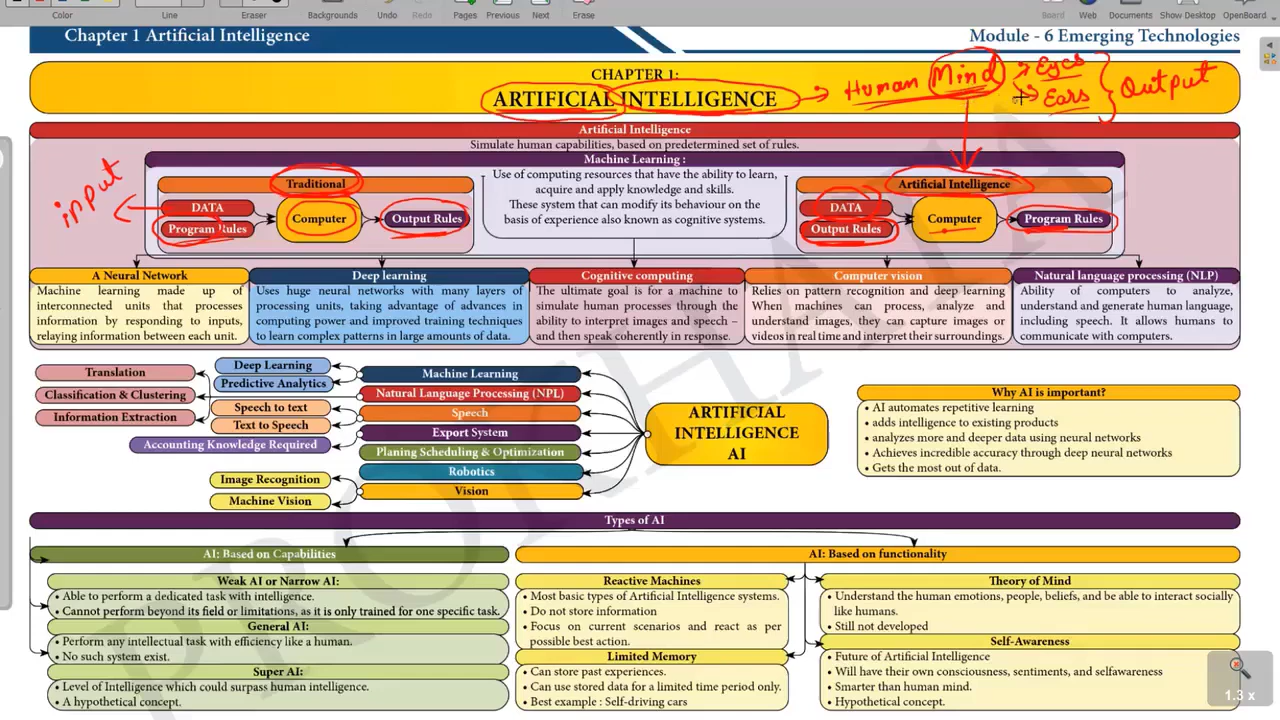 Color
Line
Eraser
Backgrounds
Undo
Redo
Pages
Previous
Next
Erase
Board
Web
Documents
Show Desktop
OpenBoard
Chapter 1 Artificial Intelligence
Module - 6 Emerging Technologies
CHAPTER 1:
ARTIFICIAL INTELLIGENCE
Human Mind
Eyes
Ears
Output
Artificial Intelligence
Simulate human capabilities, based on predetermined set of rules.
Machine Learning :
input
Traditional
DATA
Program Rules
Computer
Output Rules
Use of computing resources that have the ability to learn,
acquire and apply knowledge and skills.
These system that can modify its behaviour on the
basis of experience also known as cognitive systems.
Artificial Intelligence
DATA
Output Rules
Computer
Program Rules
A Neural Network
Machine learning made up of
interconnected units that processes
information by responding to inputs,
relaying information between each unit.
Deep learning
Uses huge neural networks with many layers of
processing units, taking advantage of advances in
computing power and improved training techniques
to learn complex patterns in large amounts of data.
Cognitive computing
The ultimate goal is for a machine to
simulate human processes through the
ability to interpret images and speech –
and then speak coherently in response.
Computer vision
Relies on pattern recognition and deep learning
When machines can process, analyze and
understand images, they can capture images or
videos in real time and interpret their surroundings.
Natural language processing (NLP)
Ability of computers to analyze,
understand and generate human language,
including speech. It allows humans to
communicate with computers.
Translation
Classification & Clustering
Information Extraction
Deep Learning
Predictive Analytics
Speech to text
Text to Speech
Accounting Knowledge Required
Image Recognition
Machine Vision
Machine Learning
Natural Language Processing (NPL)
Speech
Export System
Planing Scheduling & Optimization
Robotics
Vision
ARTIFICIAL
INTELLIGENCE
AI
Why AI is important?
• AI automates repetitive learning
• adds intelligence to existing products
• analyzes more and deeper data using neural networks
• Achieves incredible accuracy through deep neural networks
• Gets the most out of data.
Types of AI
AI: Based on Capabilities
Weak AI or Narrow AI:
• Able to perform a dedicated task with intelligence.
• Cannot perform beyond its field or limitations, as it is only trained for one specific task.
General AI:
• Perform any intellectual task with efficiency like a human.
• No such system exist.
Super AI:
• Level of Intelligence which could surpass human intelligence.
• A hypothetical concept.
AI: Based on functionality
Reactive Machines
• Most basic types of Artificial Intelligence systems.
• Do not store information
• Focus on current scenarios and react as per
possible best action.
Limited Memory
• Can store past experiences.
• Can use stored data for a limited time period only.
• Best example : Self-driving cars
Theory of Mind
• Understand the human emotions, people, beliefs, and be able to interact socially
like humans.
• Still not developed
Self-Awareness
• Future of Artificial Intelligence
• Will have their own consciousness, sentiments, and selfawareness
• Smarter than human mind.
• Hypothetical concept.
1.3 x